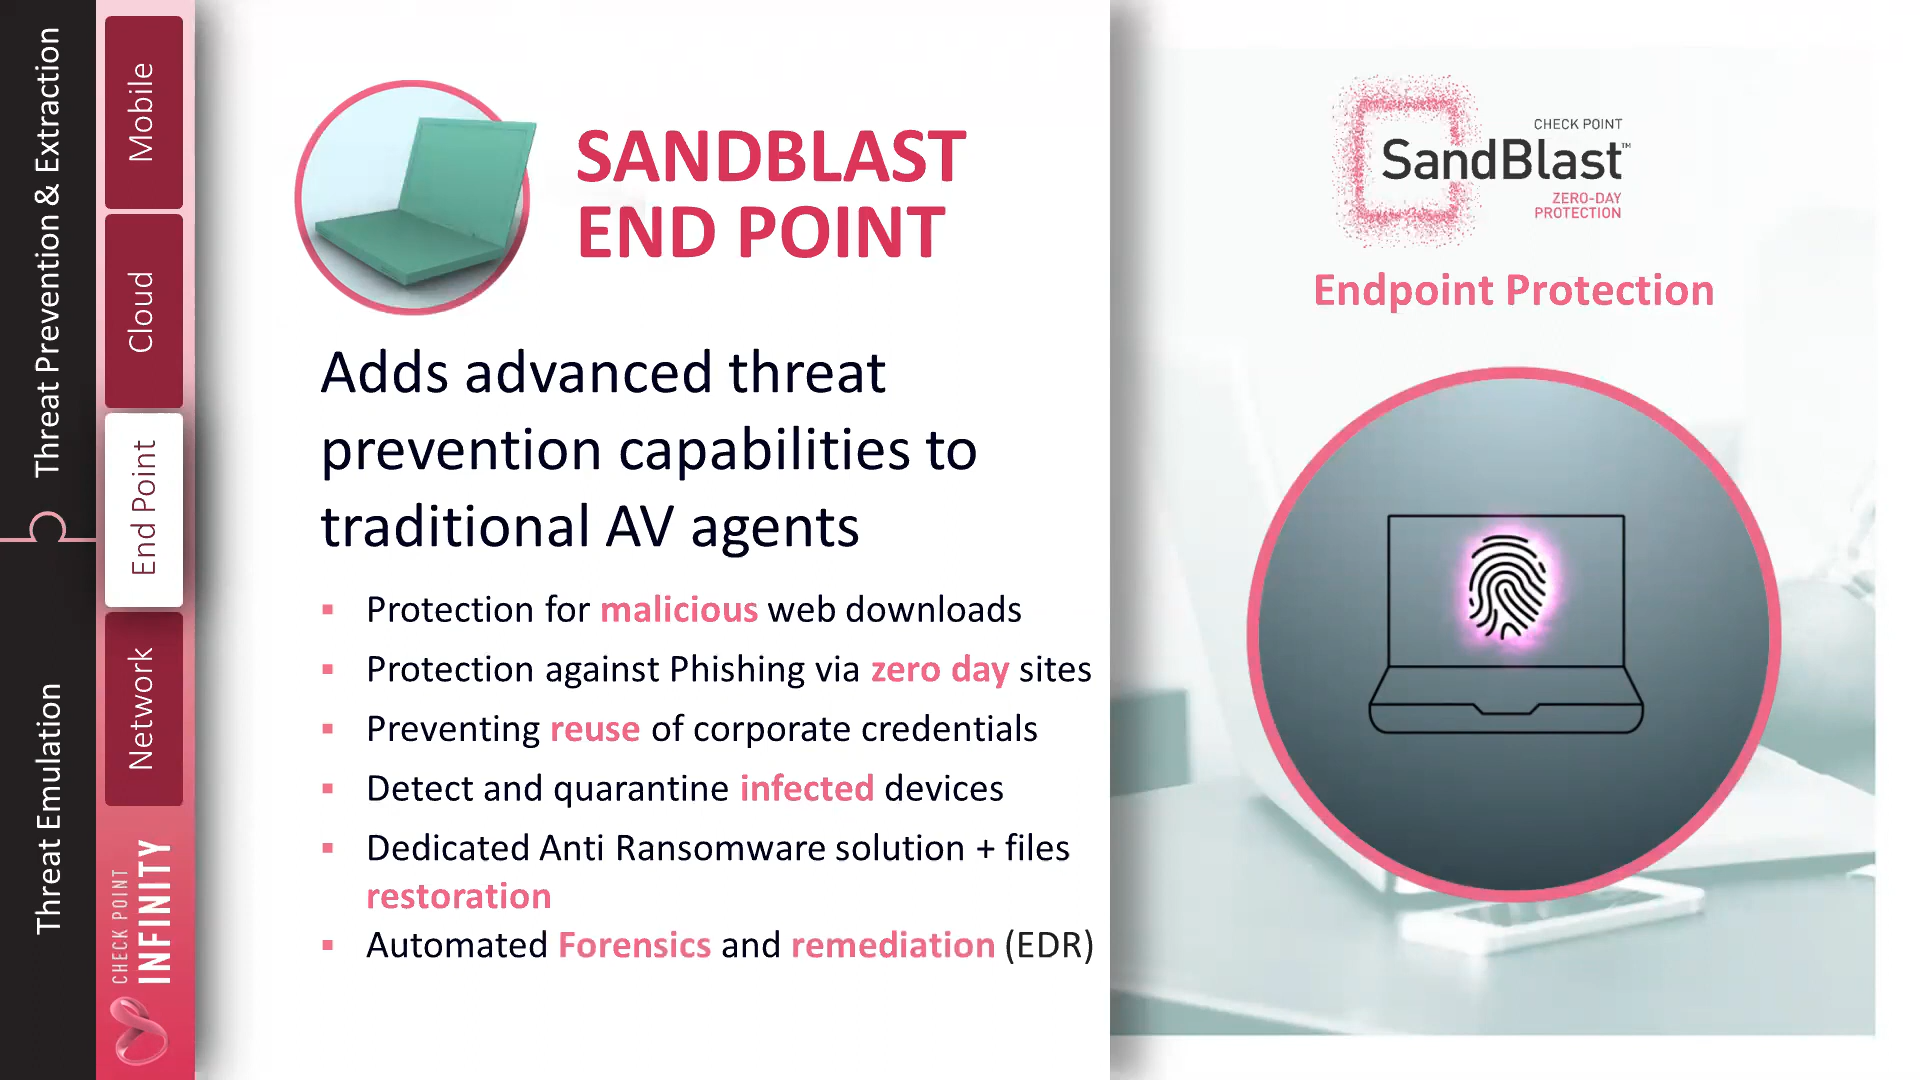 Threat Prevention & Extraction
Threat Emulation
Mobile
Cloud
End Point
Network
CHECK POINT
INFINITY
SANDBLAST
END POINT
Adds advanced threat
prevention capabilities to
traditional AV agents
▪ Protection for malicious web downloads
▪ Protection against Phishing via zero day sites
▪ Preventing reuse of corporate credentials
▪ Detect and quarantine infected devices
▪ Dedicated Anti Ransomware solution + files
restoration
▪ Automated Forensics and remediation (EDR)
CHECK POINT
SandBlast™
ZERO-DAY
PROTECTION
Endpoint Protection